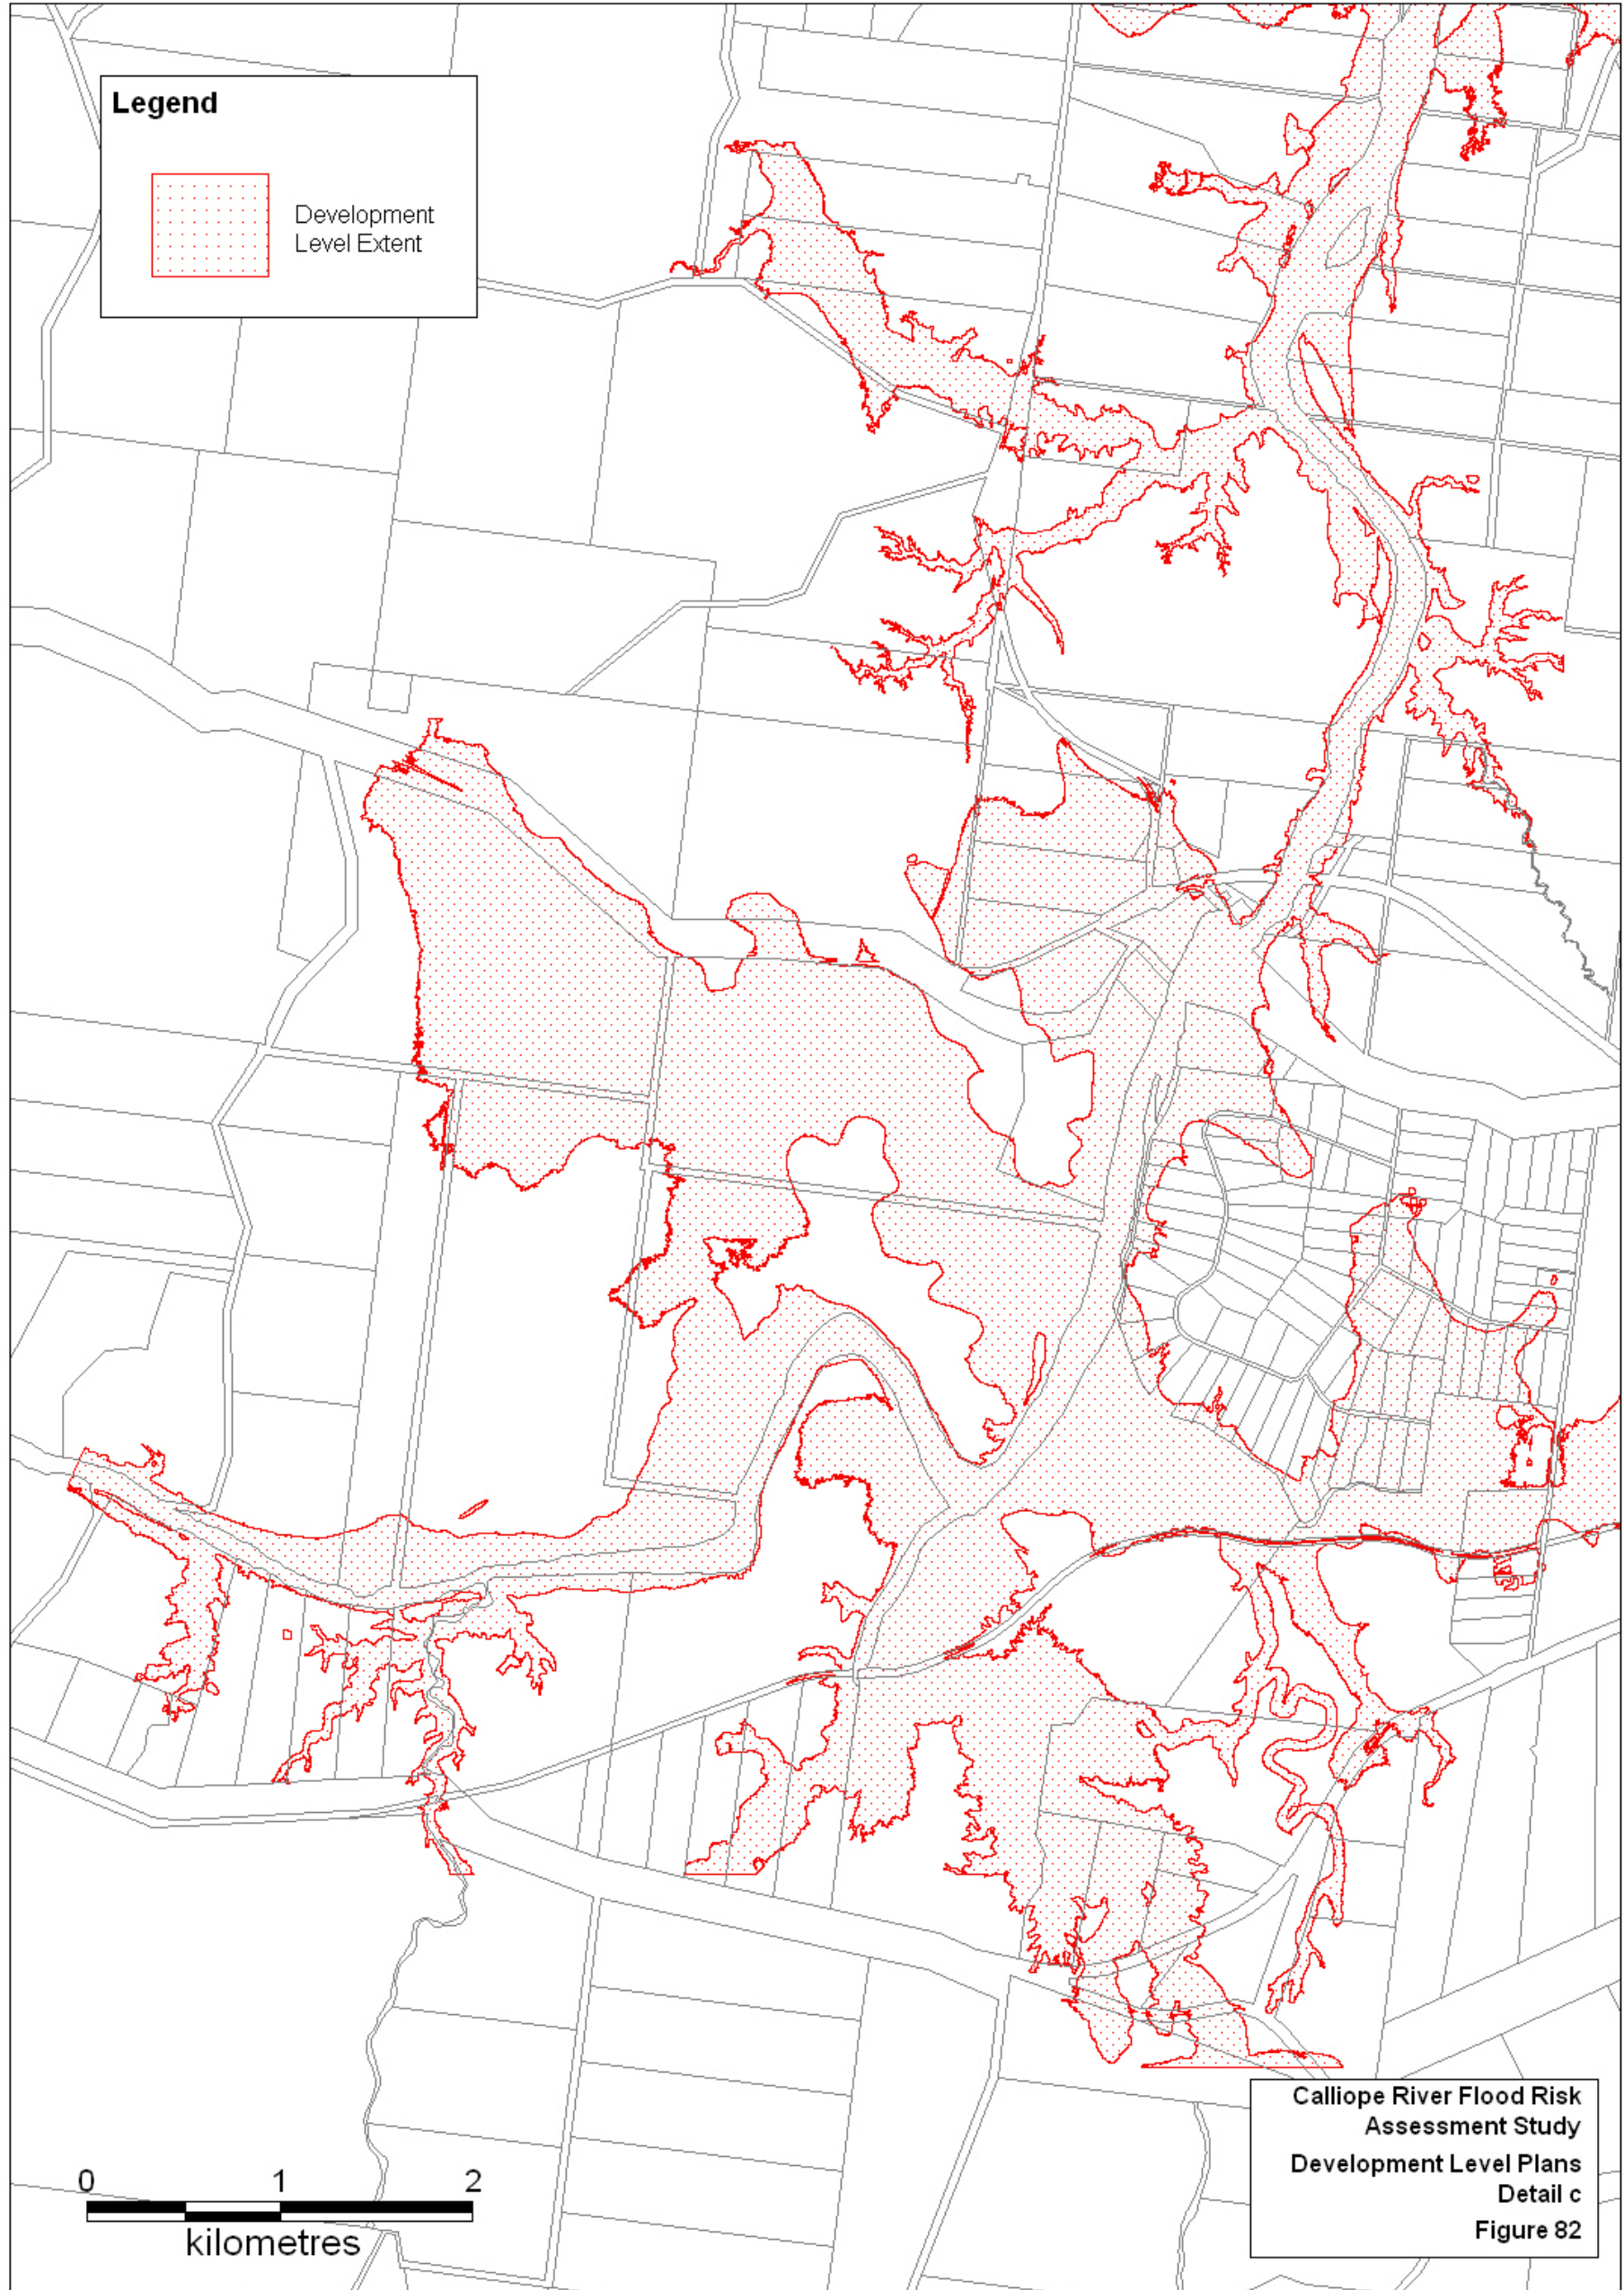 Legend
Development
Level Extent
0 1 2
kilometres
Calliope River Flood Risk
Assessment Study
Development Level Plans
Detail c
Figure 82